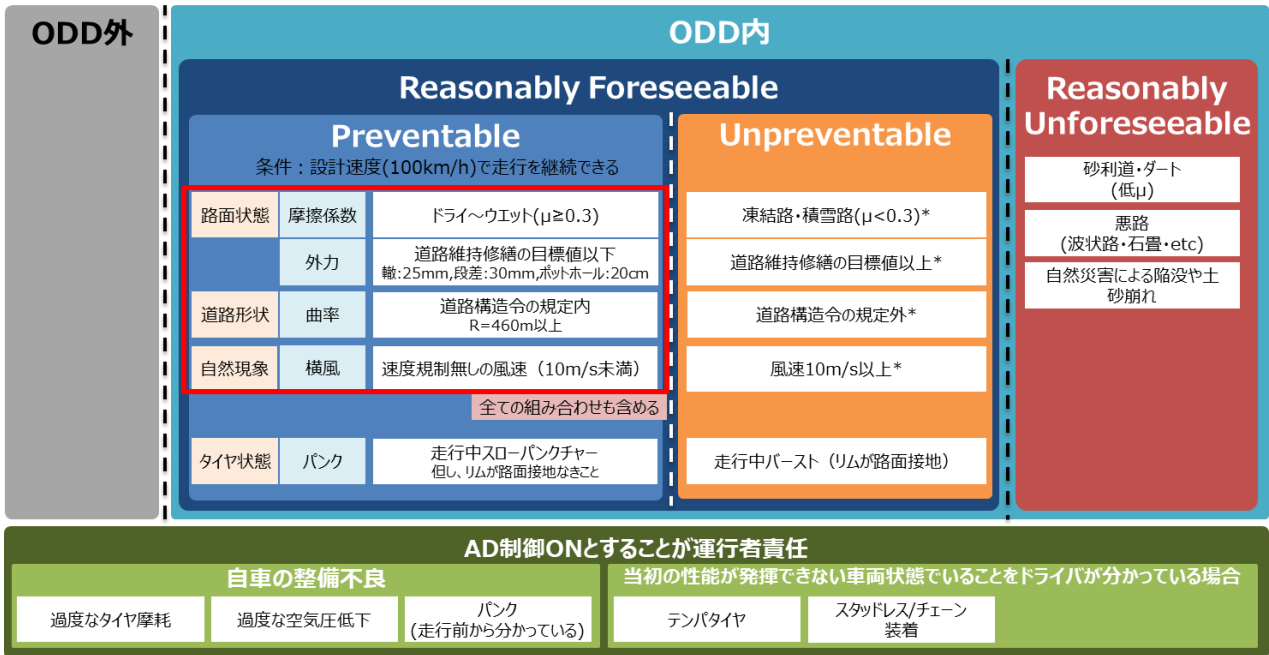 ODD外
ODD内
Reasonably Foreseeable
Preventable
条件：設計速度(100km/h)で走行を継続できる
路面状態
摩擦係数
ドライ～ウエット(μ≥0.3)
外力
道路維持修繕の目標値以下
轍:25mm,段差:30mm,ポットホール:20cm
道路形状
曲率
道路構造令の規定内
R=460m以上
自然現象
横風
速度規制無しの風速（10m/s未満）
全ての組み合わせも含める
タイヤ状態
パンク
走行中スローパンクチャー
但し、リムが路面接地なきこと
Unpreventable
凍結路・積雪路(μ<0.3)*
道路維持修繕の目標値以上*
道路構造令の規定外*
風速10m/s以上*
走行中バースト（リムが路面接地）
Reasonably
Unforeseeable
砂利道・ダート
(低μ)
悪路
(波状路・石畳・etc)
自然災害による陥没や土
砂崩れ
AD制御ONとすることが運行者責任
自車の整備不良
過度なタイヤ摩耗
過度な空気圧低下
パンク
(走行前から分かっている)
当初の性能が発揮できない車両状態でいることをドライバが分かっている場合
テンパタイヤ
スタッドレス/チェーン
装着